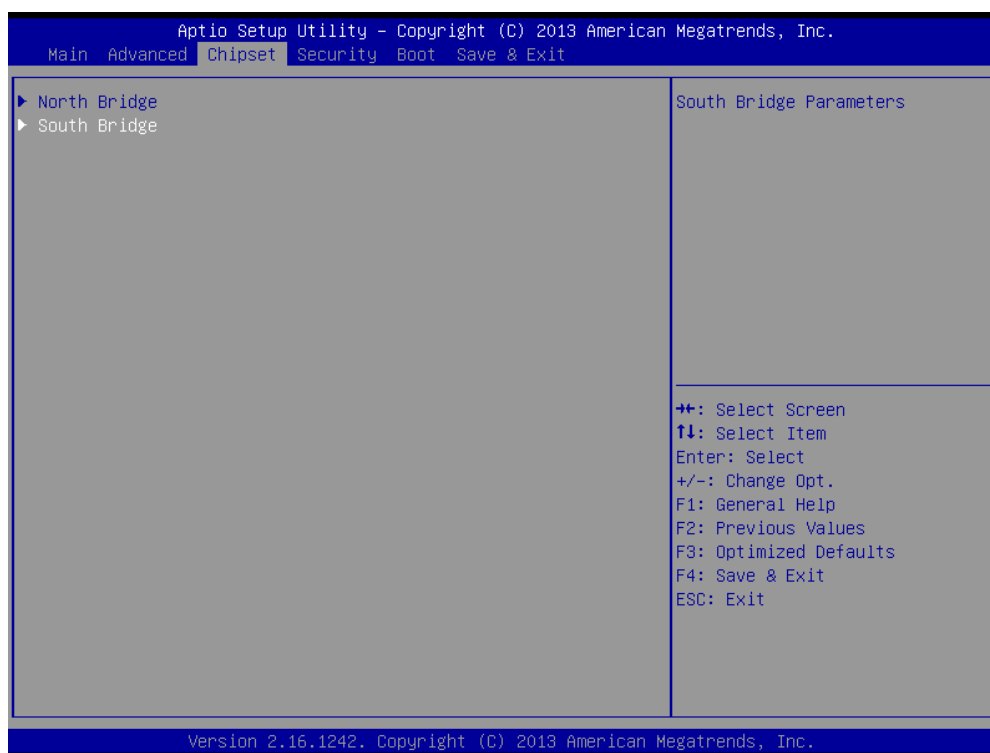 Aptio Setup Utility – Copyright (C) 2013 American Megatrends, Inc.
Main Advanced Chipset Security Boot Save & Exit
▶ North Bridge
▶ South Bridge
South Bridge Parameters
→←: Select Screen
↑↓: Select Item
Enter: Select
+/-: Change Opt.
F1: General Help
F2: Previous Values
F3: Optimized Defaults
F4: Save & Exit
ESC: Exit
Version 2.16.1242. Copyright (C) 2013 American Megatrends, Inc.